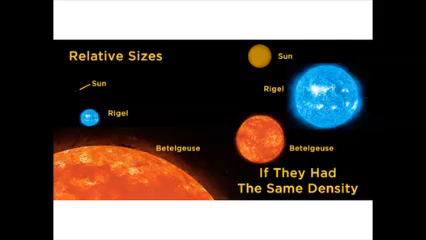 Relative Sizes
Sun
Rigel
Betelgeuse
Sun
Rigel
Betelgeuse
If They Had
The Same Density